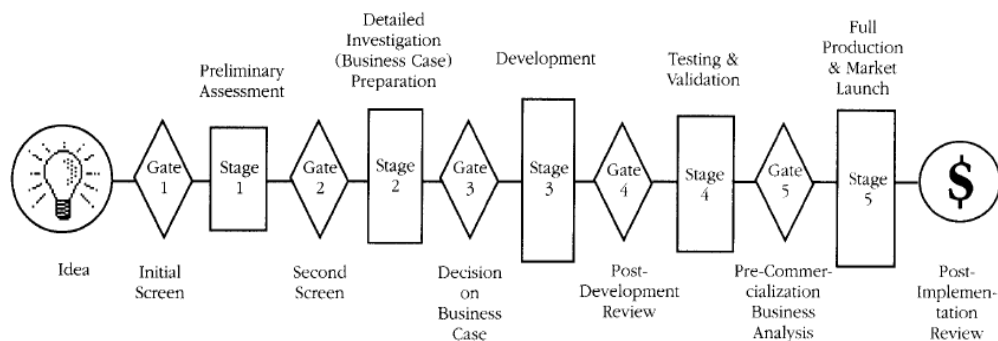 Preliminary
Assessment
Detailed
Investigation
(Business Case)
Preparation
Development
Testing &
Validation
Full
Production
& Market
Launch
Gate
1
Stage
1
Gate
2
Stage
2
Gate
3
Stage
3
Gate
4
Stage
4
Gate
5
Stage
5
$
Idea
Initial
Screen
Second
Screen
Decision
on
Business
Case
Post-
Development
Review
Pre-Commer-
cialization
Business
Analysis
Post-
Implemen-
tation
Review